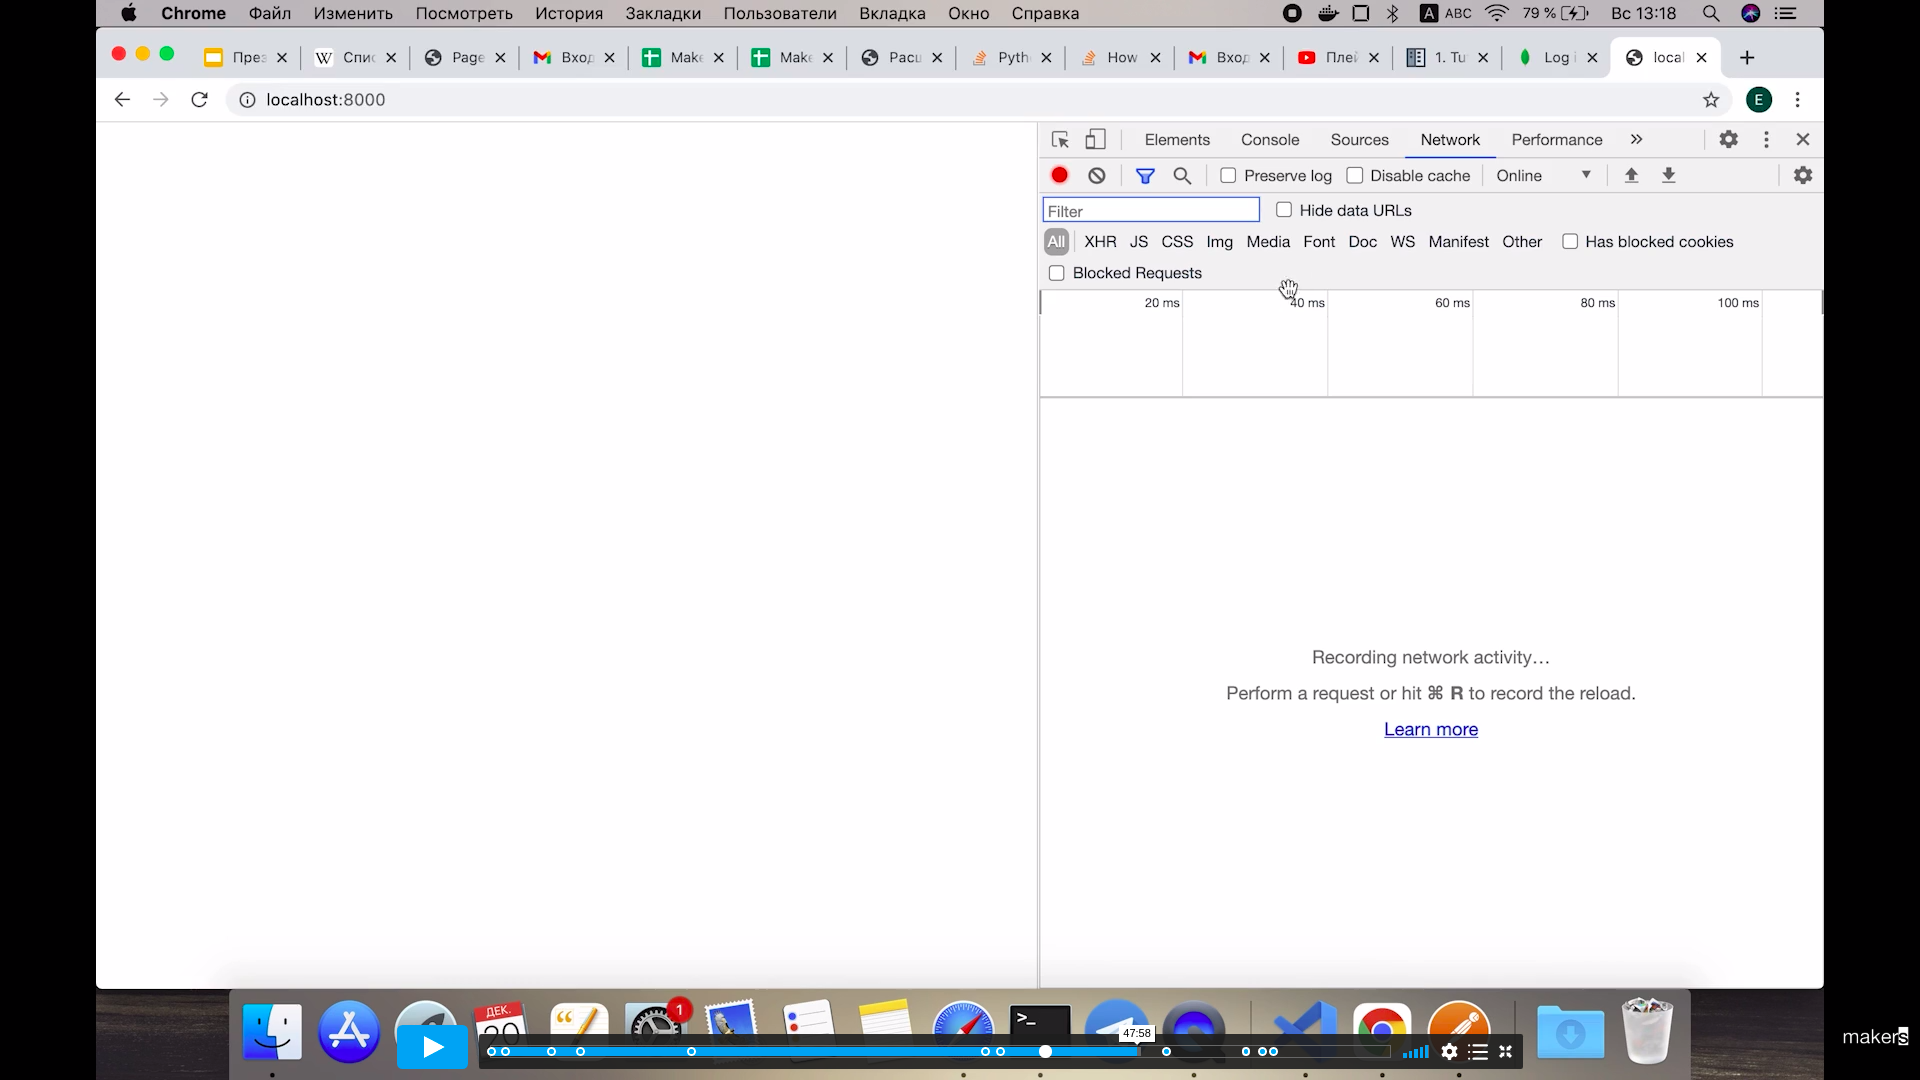 Chrome Файл Изменить Посмотреть История Закладки Пользователи Вкладка Окно Справка A ABC 79 % Вс 13:18
През W Спис Page Вход Make Make Расш Pyth How Вход Плей 1. Tu Log i local
localhost:8000 E
Elements Console Sources Network Performance
Preserve log Disable cache Online
Filter Hide data URLs
All XHR JS CSS Img Media Font Doc WS Manifest Other Has blocked cookies
Blocked Requests
20 ms 40 ms 60 ms 80 ms 100 ms
Recording network activity…
Perform a request or hit ⌘ R to record the reload.
Learn more
ДЕК.
1
>_
47:58
makers